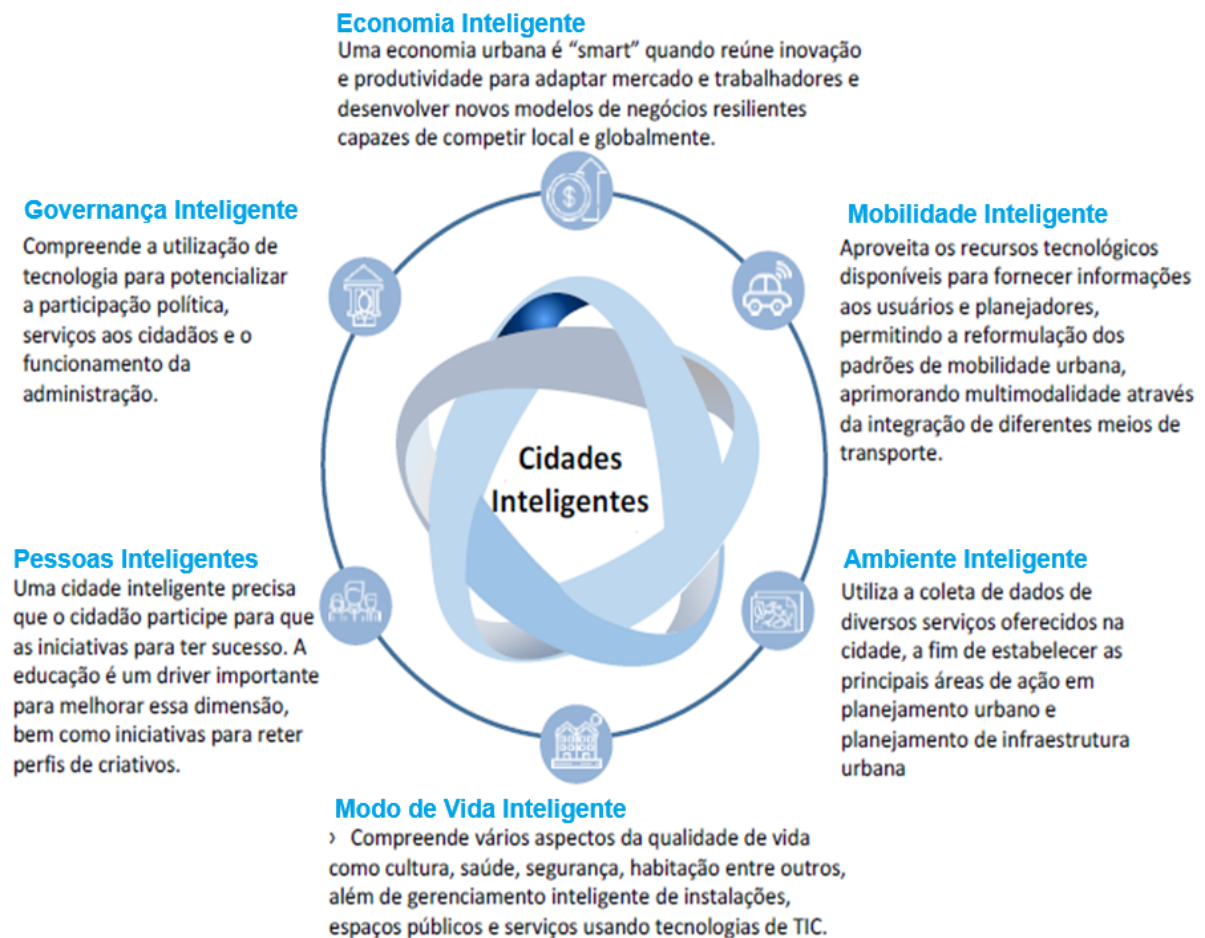 Economia Inteligente
Uma economia urbana é “smart” quando reúne inovação
e produtividade para adaptar mercado e trabalhadores e
desenvolver novos modelos de negócios resilientes
capazes de competir local e globalmente.
Governança Inteligente
Compreende a utilização de
tecnologia para potencializar
a participação política,
serviços aos cidadãos e o
funcionamento da
administração.
Mobilidade Inteligente
Aproveita os recursos tecnológicos
disponíveis para fornecer informações
aos usuários e planejadores,
permitindo a reformulação dos
padrões de mobilidade urbana,
aprimorando multimodalidade através
da integração de diferentes meios de
transporte.
Cidades
Inteligentes
Pessoas Inteligentes
Uma cidade inteligente precisa
que o cidadão participe para que
as iniciativas para ter sucesso. A
educação é um driver importante
para melhorar essa dimensão,
bem como iniciativas para reter
perfis de criativos.
Ambiente Inteligente
Utiliza a coleta de dados de
diversos serviços oferecidos na
cidade, a fim de estabelecer as
principais áreas de ação em
planejamento urbano e
planejamento de infraestrutura
urbana
Modo de Vida Inteligente
› Compreende vários aspectos da qualidade de vida
como cultura, saúde, segurança, habitação entre outros,
além de gerenciamento inteligente de instalações,
espaços públicos e serviços usando tecnologias de TIC.